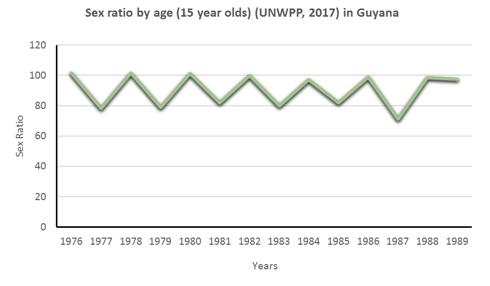 Sex ratio by age (15 year olds) (UNWPP, 2017) in Guyana
120
100
80
60
40
20
0
Sex Ratio
1976 1977 1978 1979 1980 1981 1982 1983 1984 1985 1986 1987 1988 1989
Years